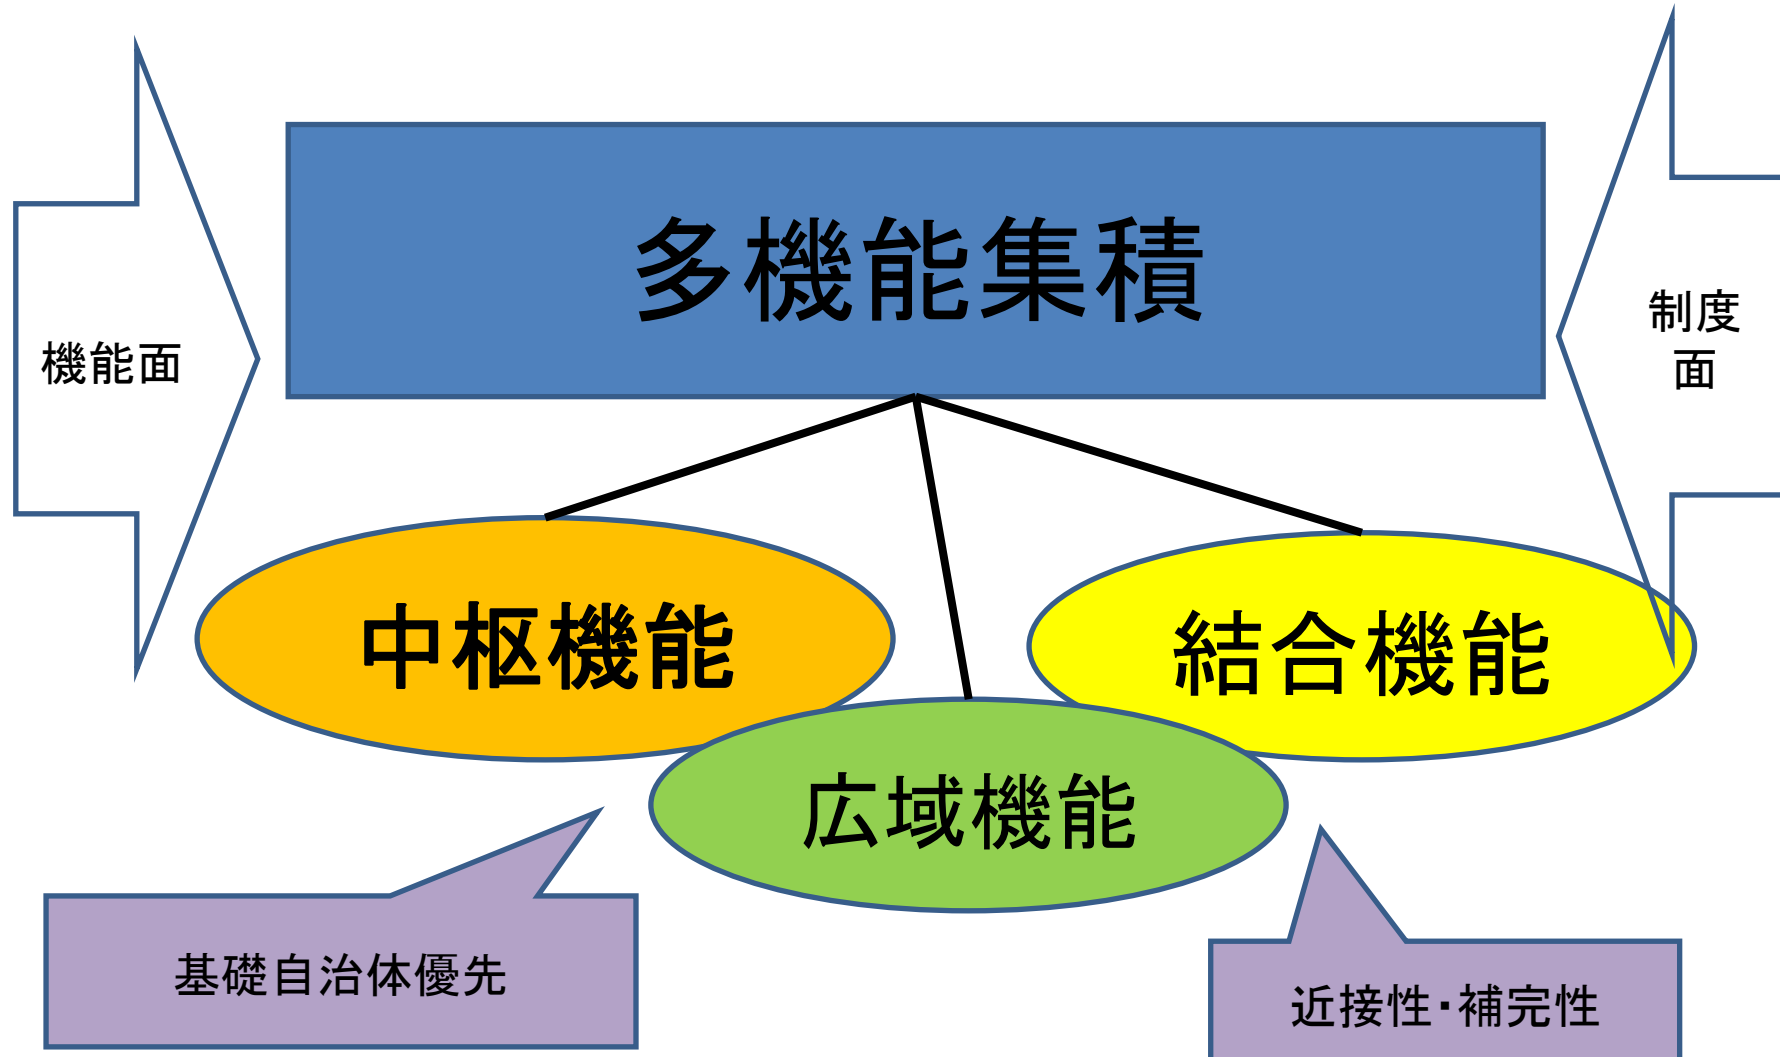 多機能集積
機能面
制度
面
中枢機能
結合機能
広域機能
基礎自治体優先
近接性・補完性